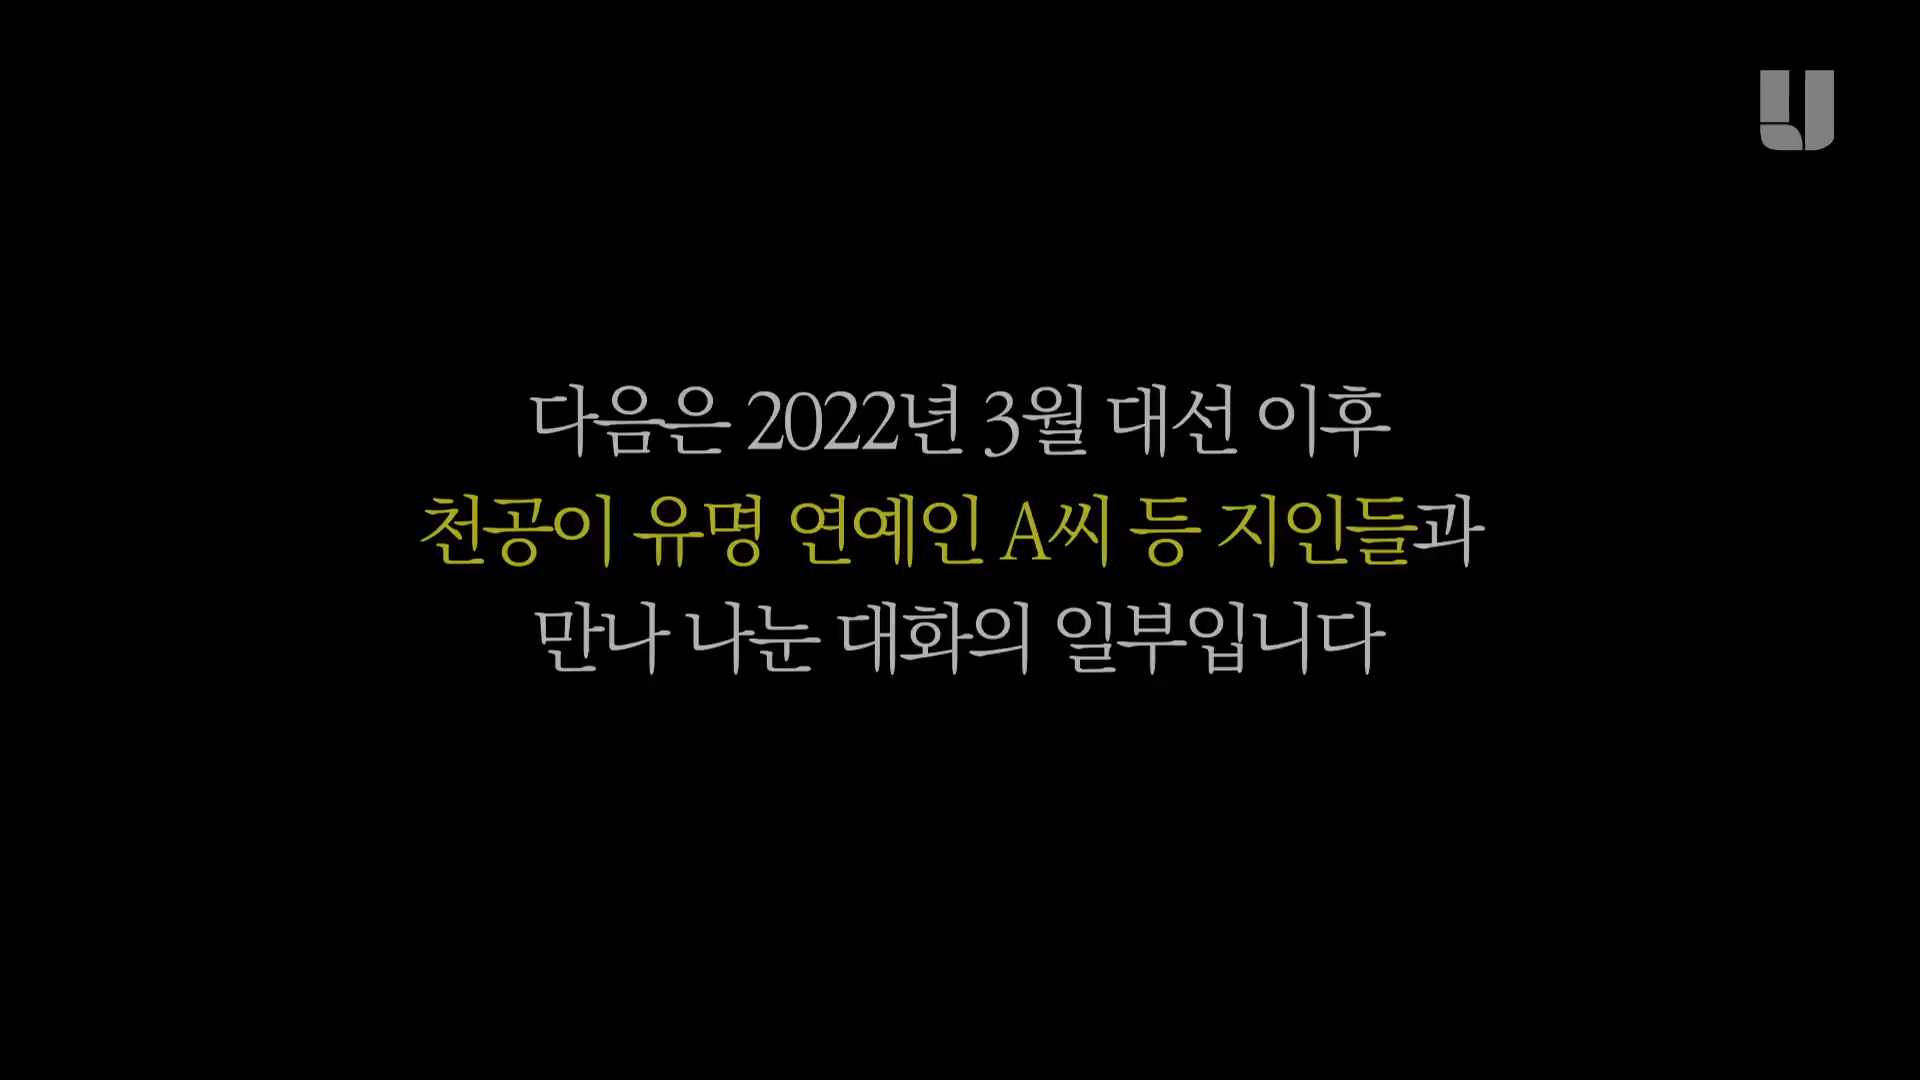 다음은 2022년 3월 대선 이후
천공이 유명 연예인 A씨 등 지인들과
만나 나눈 대화의 일부입니다